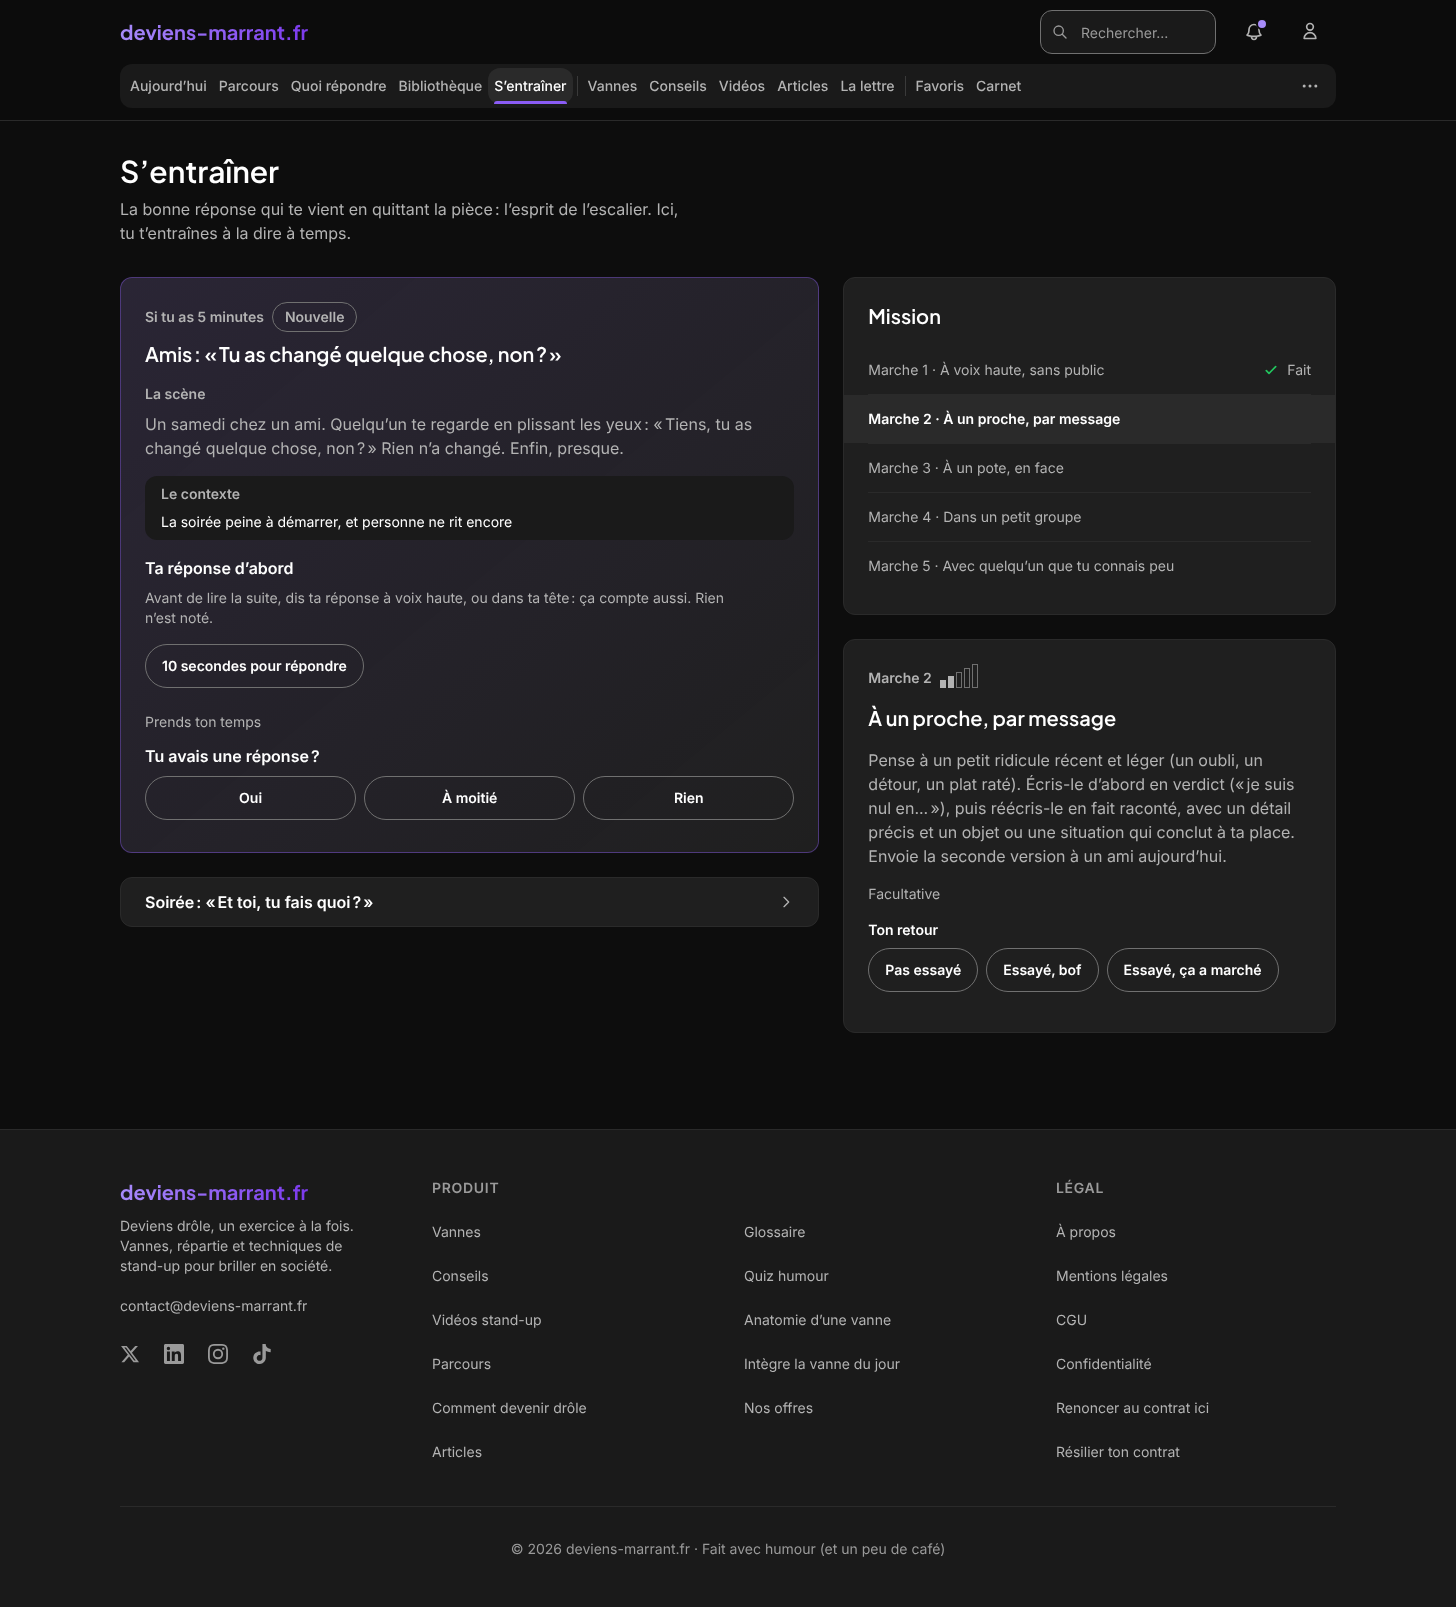 deviens-marrant.fr
Rechercher...
Aujourd’hui Parcours Quoi répondre Bibliothèque S’entraîner Vannes Conseils Vidéos Articles La lettre Favoris Carnet
S’entraîner
La bonne réponse qui te vient en quittant la pièce : l’esprit de l’escalier. Ici,
tu t’entraînes à la dire à temps.
Si tu as 5 minutes Nouvelle
Amis : « Tu as changé quelque chose, non ? »
La scène
Un samedi chez un ami. Quelqu’un te regarde en plissant les yeux : « Tiens, tu as
changé quelque chose, non ? » Rien n’a changé. Enfin, presque.
Le contexte
La soirée peine à démarrer, et personne ne rit encore
Ta réponse d’abord
Avant de lire la suite, dis ta réponse à voix haute, ou dans ta tête : ça compte aussi. Rien
n’est noté.
10 secondes pour répondre
Prends ton temps
Tu avais une réponse ?
Oui
À moitié
Rien
Soirée : « Et toi, tu fais quoi ? »
Mission
Marche 1 · À voix haute, sans public Fait
Marche 2 · À un proche, par message
Marche 3 · À un pote, en face
Marche 4 · Dans un petit groupe
Marche 5 · Avec quelqu’un que tu connais peu
Marche 2
À un proche, par message
Pense à un petit ridicule récent et léger (un oubli, un
détour, un plat raté). Écris-le d’abord en verdict (« je suis
nul en… »), puis réécris-le en fait raconté, avec un détail
précis et un objet ou une situation qui conclut à ta place.
Envoie la seconde version à un ami aujourd’hui.
Facultative
Ton retour
Pas essayé
Essayé, bof
Essayé, ça a marché
deviens-marrant.fr
Deviens drôle, un exercice à la fois.
Vannes, répartie et techniques de
stand-up pour briller en société.
contact@deviens-marrant.fr
PRODUIT
Vannes
Conseils
Vidéos stand-up
Parcours
Comment devenir drôle
Articles
Glossaire
Quiz humour
Anatomie d’une vanne
Intègre la vanne du jour
Nos offres
LÉGAL
À propos
Mentions légales
CGU
Confidentialité
Renoncer au contrat ici
Résilier ton contrat
© 2026 deviens-marrant.fr · Fait avec humour (et un peu de café)